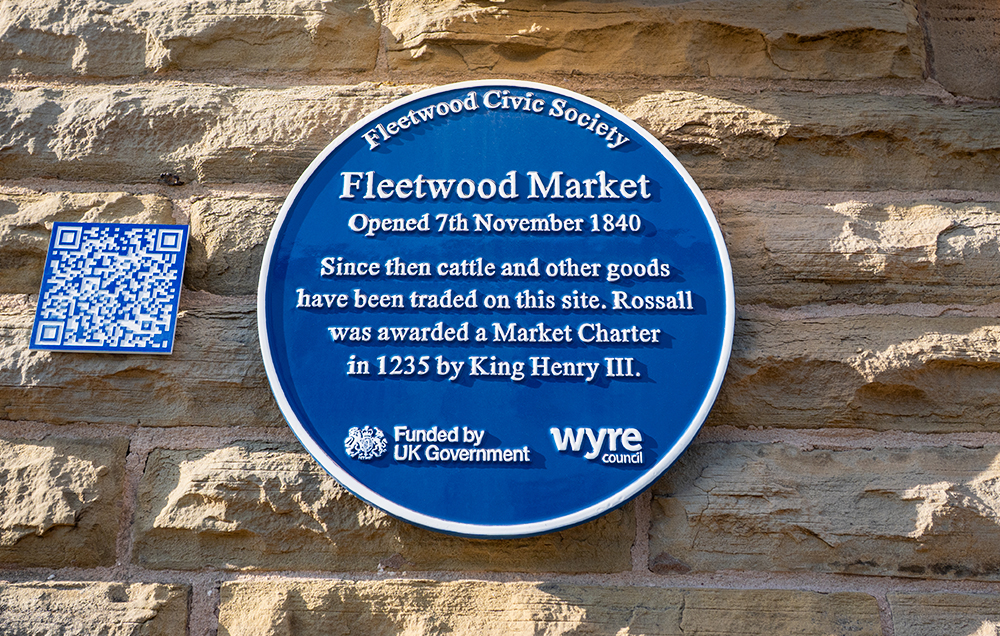 Fleetwood Civic Society
Fleetwood Market
Opened 7th November 1840
Since then cattle and other goods
have been traded on this site. Rossall
was awarded a Market Charter
in 1235 by King Henry III.
Funded by
UK Government
wyre
council